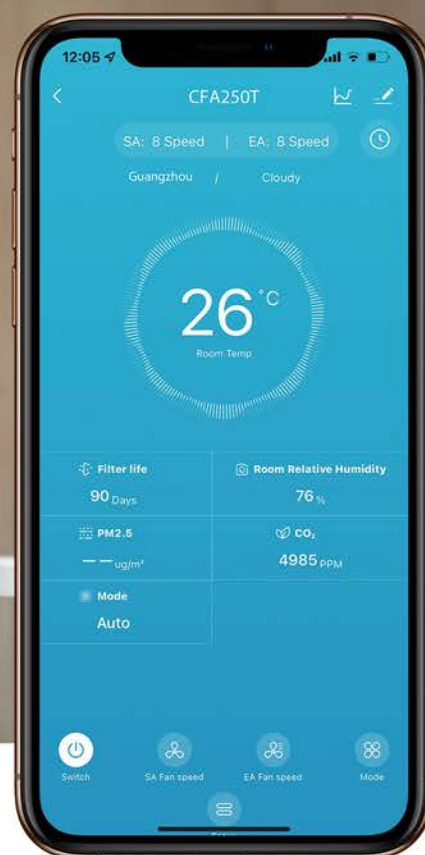 12:05
CFA250T
SA: 8 Speed | EA: 8 Speed
Guangzhou / Cloudy
26 °C
Room Temp
Filter life
90 Days
Room Relative Humidity
76 %
PM2.5
— — ug/m³
CO₂
4985 PPM
Mode
Auto
Switch
SA Fan speed
EA Fan speed
Mode